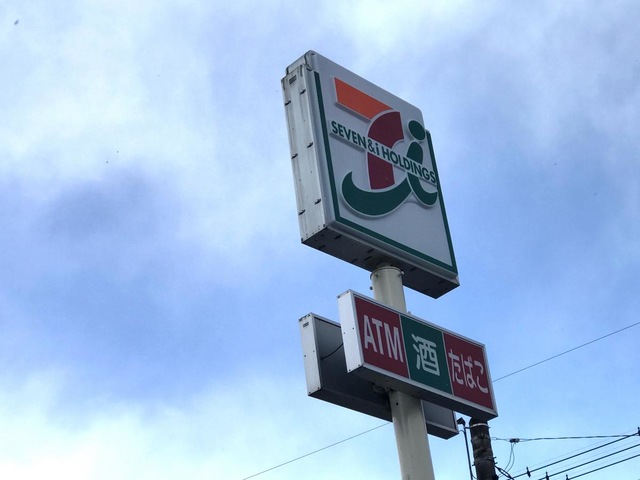 SEVEN&i HOLDINGS
ATM 酒 たばこ